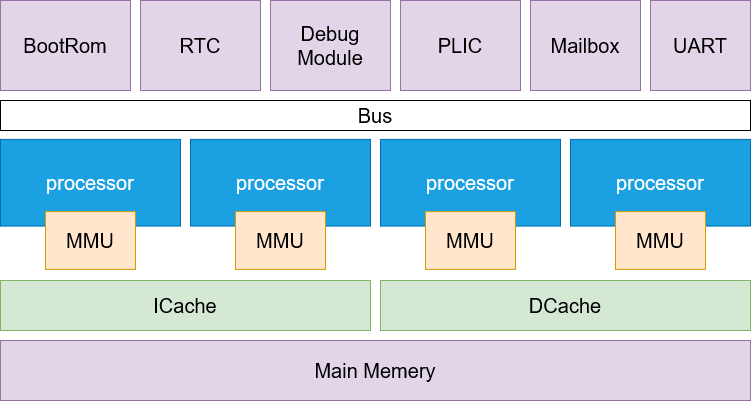 BootRom
RTC
Debug
Module
PLIC
Mailbox
UART
Bus
processor
processor
processor
processor
MMU
MMU
MMU
MMU
ICache
DCache
Main Memery